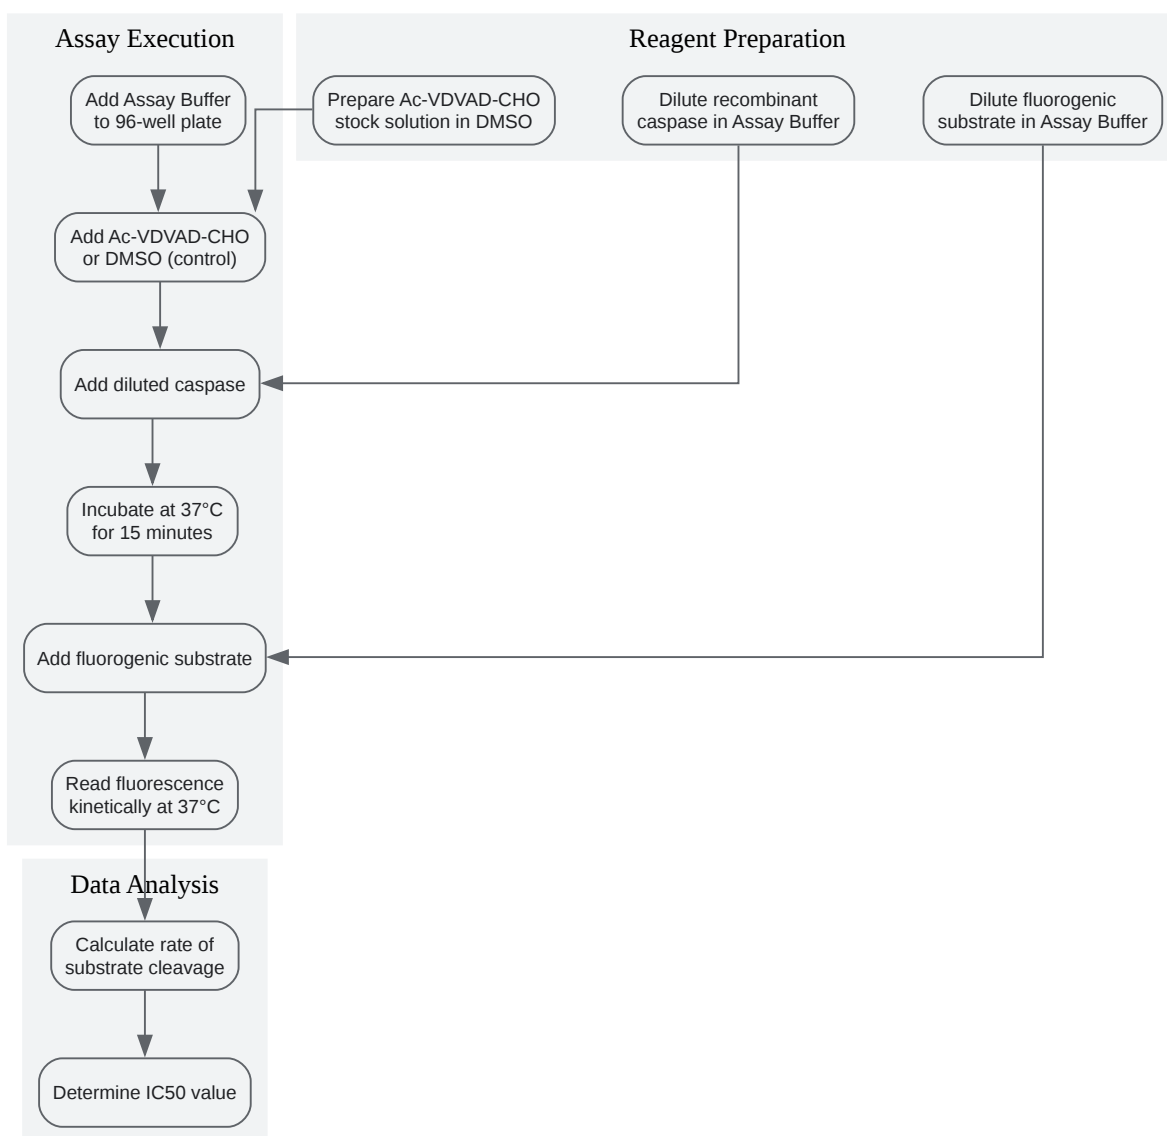 Assay Execution
Reagent Preparation
Add Assay Buffer
to 96-well plate
Prepare Ac-VDVAD-CHO
stock solution in DMSO
Dilute recombinant
caspase in Assay Buffer
Dilute fluorogenic
substrate in Assay Buffer
Add Ac-VDVAD-CHO
or DMSO (control)
Add diluted caspase
Incubate at 37°C
for 15 minutes
Add fluorogenic substrate
Read fluorescence
kinetically at 37°C
Data Analysis
Calculate rate of
substrate cleavage
Determine IC50 value